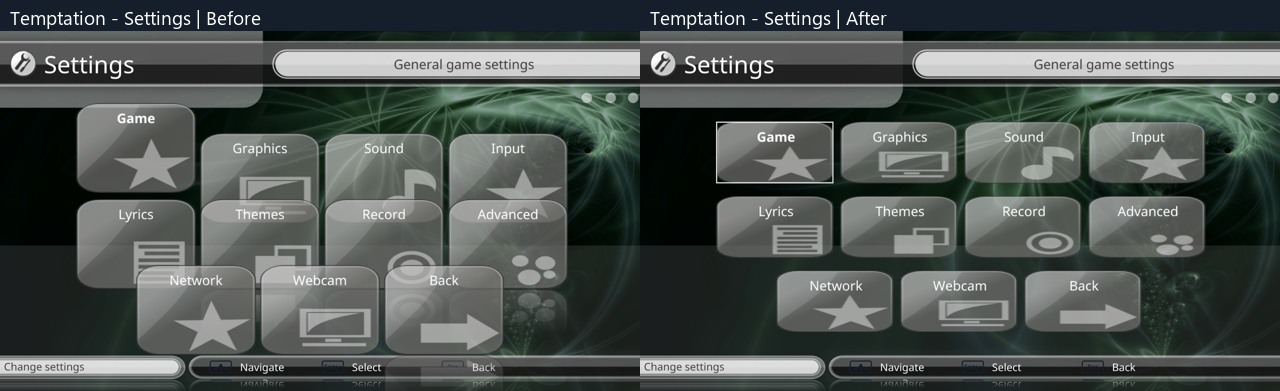 Temptation - Settings | Before
Settings
General game settings
Game
Graphics
Sound
Input
Lyrics
Themes
Record
Advanced
Network
Webcam
Back
Change settings
Navigate
Select
Back
Temptation - Settings | After
Settings
General game settings
Game
Graphics
Sound
Input
Lyrics
Themes
Record
Advanced
Network
Webcam
Back
Change settings
Navigate
Select
Back